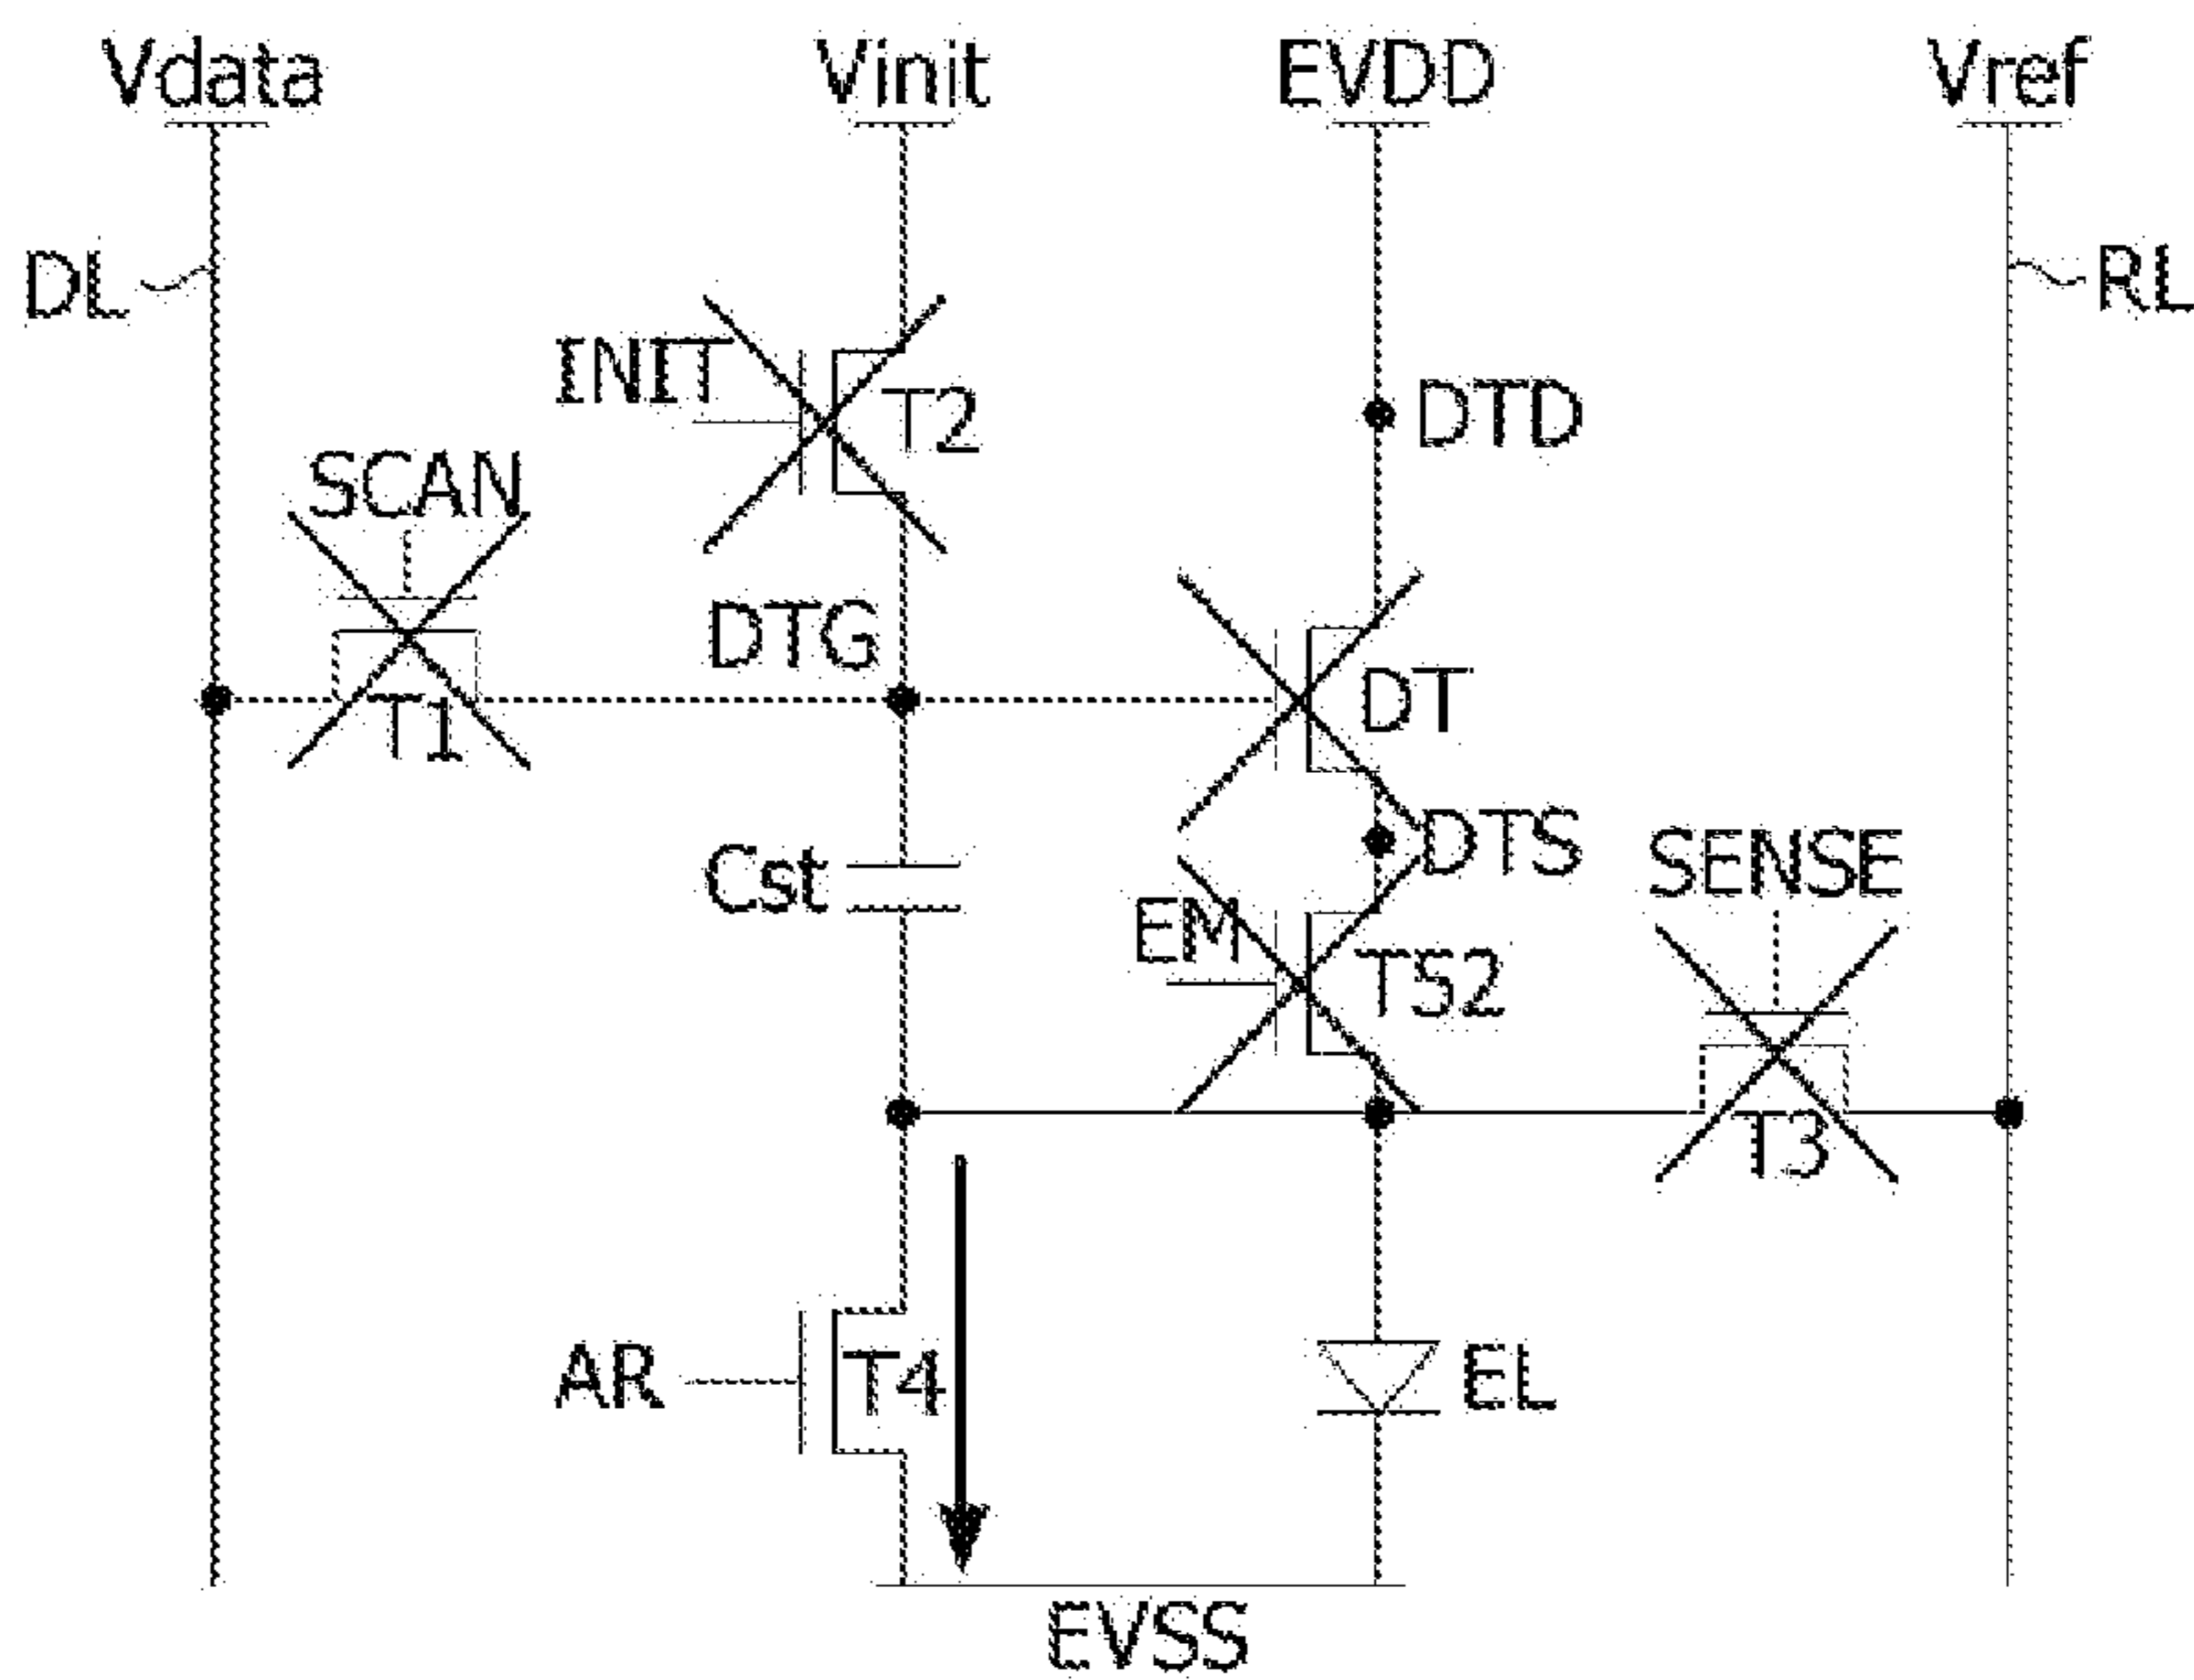 Vdata
Vinit
EVDD
Vref
DL
RL
INIT
T2
DTD
SCAN
DTG
T1
DT
DTS
Cst
EM
TS2
SENSE
T3
AR
T4
EL
EVSS